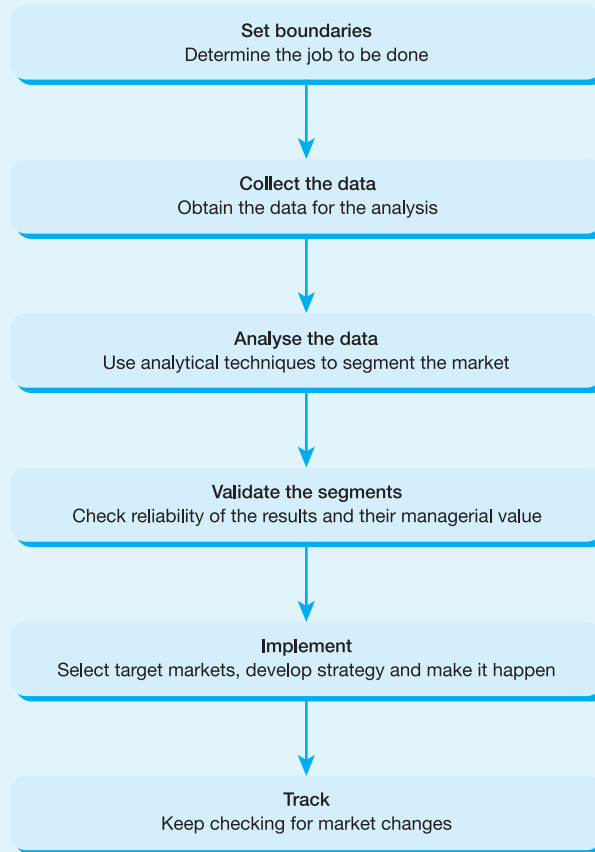 Set boundaries
Determine the job to be done
Collect the data
Obtain the data for the analysis
Analyse the data
Use analytical techniques to segment the market
Validate the segments
Check reliability of the results and their managerial value
Implement
Select target markets, develop strategy and make it happen
Track
Keep checking for market changes